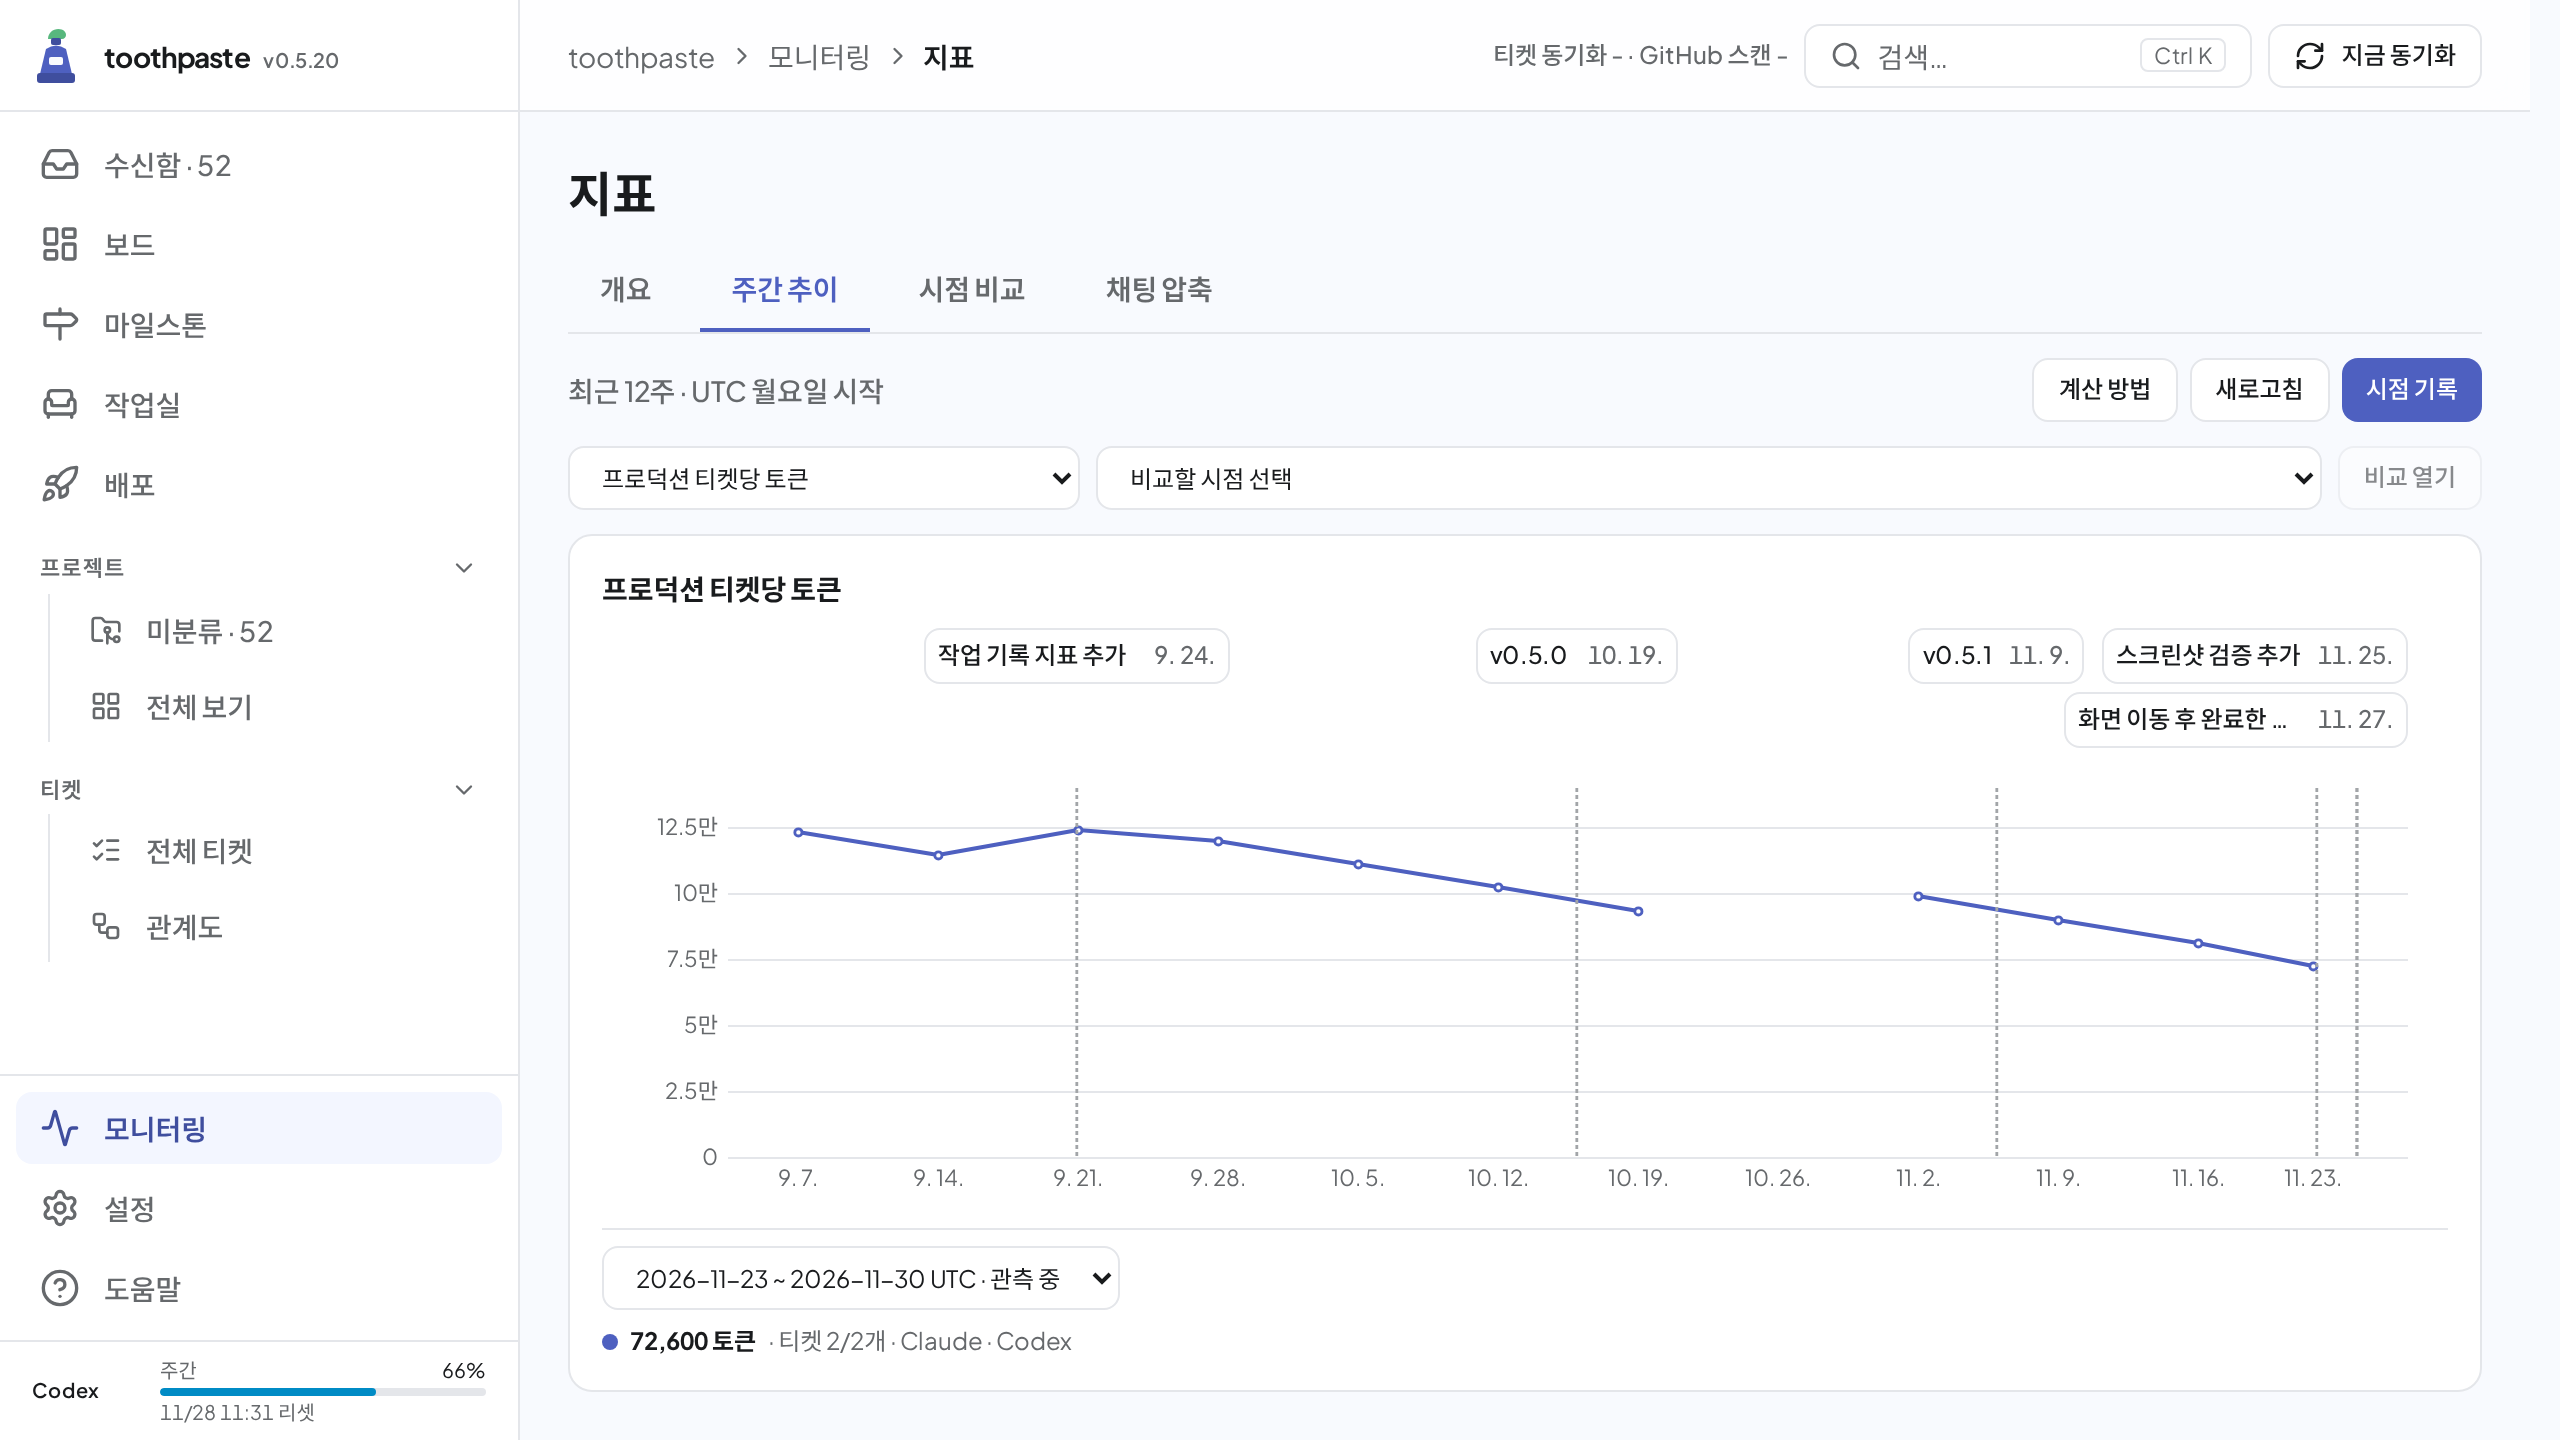 toothpaste v0.5.20
수신함 · 52
보드
마일스톤
작업실
배포
프로젝트
미분류 · 52
전체 보기
티켓
전체 티켓
관계도
모니터링
설정
도움말
Codex
주간 66%
11/28 11:31 리셋
toothpaste > 모니터링 > 지표
티켓 동기화 - · GitHub 스캔 -
검색...
Ctrl K
지금 동기화
지표
개요 주간 추이 시점 비교 채팅 압축
최근 12주 · UTC 월요일 시작
계산 방법
새로고침
시점 기록
프로덕션 티켓당 토큰
비교할 시점 선택
비교 열기
프로덕션 티켓당 토큰
작업 기록 지표 추가 9. 24.
v0.5.0 10. 19.
v0.5.1 11. 9.
스크린샷 검증 추가 11. 25.
화면 이동 후 완료한 ... 11. 27.
12.5만
10만
7.5만
5만
2.5만
0
9. 7. 9. 14. 9. 21. 9. 28. 10. 5. 10. 12. 10. 19. 10. 26. 11. 2. 11. 9. 11. 16. 11. 23.
2026-11-23 ~ 2026-11-30 UTC · 관측 중
72,600 토큰 · 티켓 2/2개 · Claude · Codex